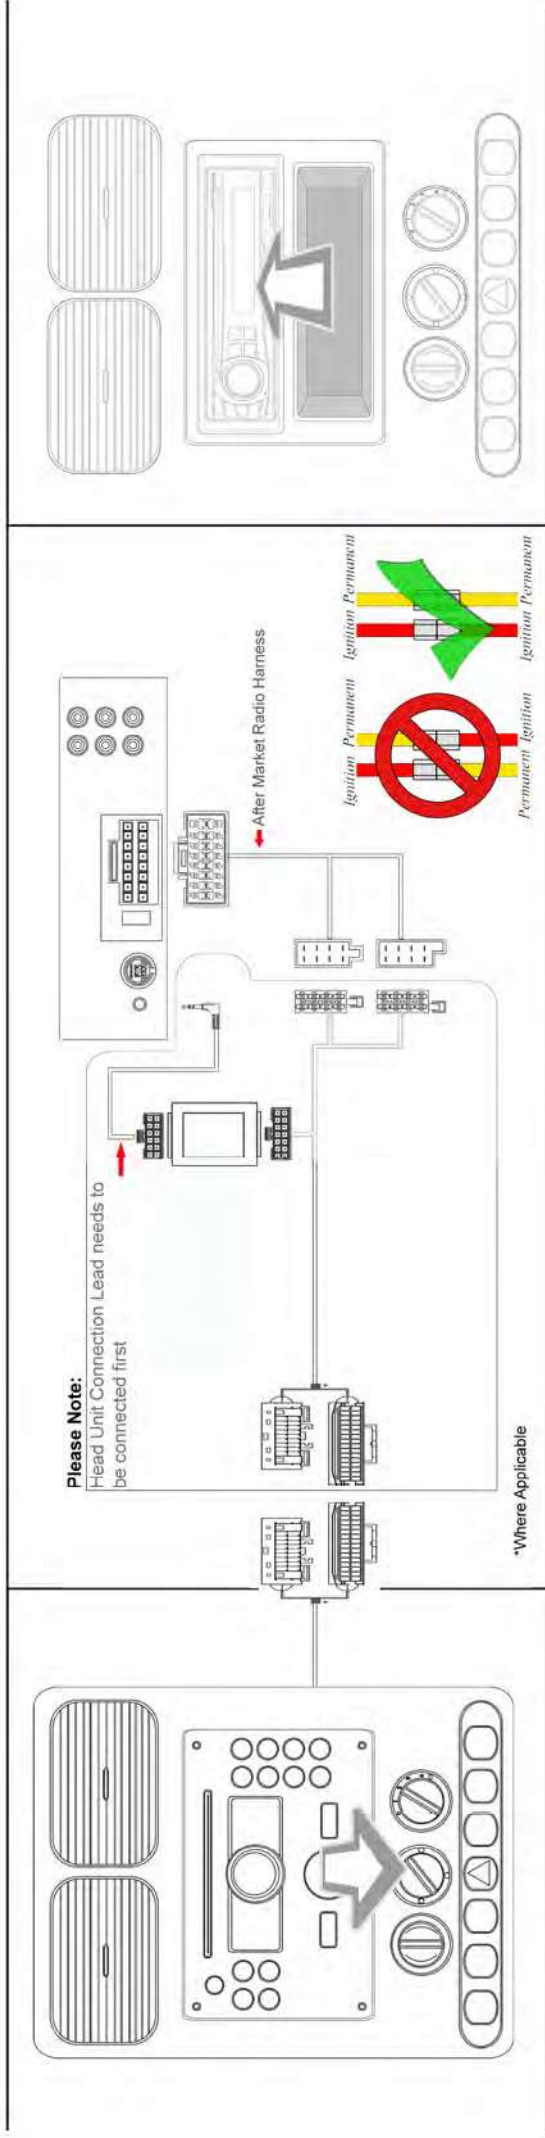 Please Note:
Head Unit Connection Lead needs to
be connected first
After Market Radio Harness
Ignition Permanent
Permanent Ignition
Ignition Permanent
Ignition Permanent
*Where Applicable